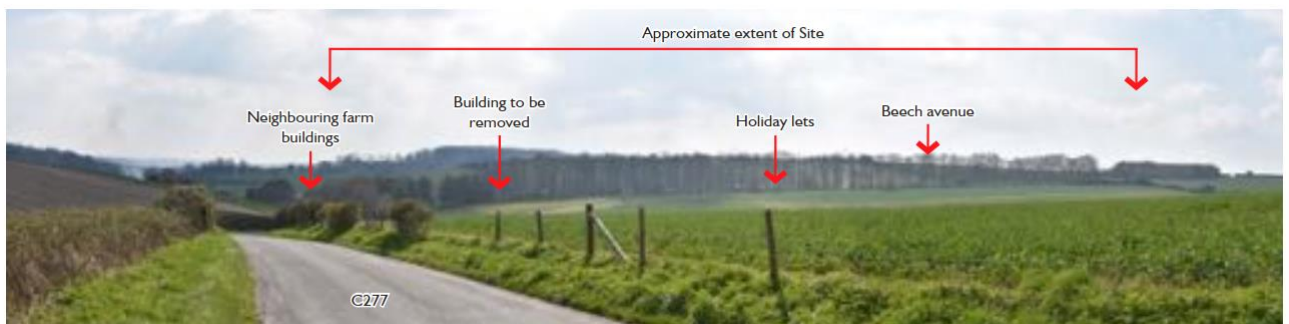 Approximate extent of Site
Neighbouring farm
buildings
Building to be
removed
Holiday lets
Beech avenue
C277